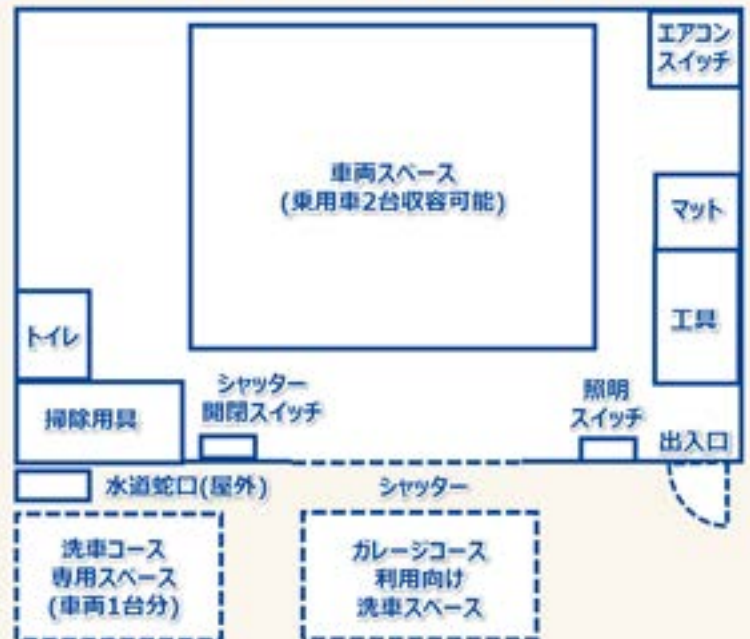 エアコン
スイッチ
車両スペース
(乗用車2台収容可能)
マット
工具
トイレ
シャッター
開閉スイッチ
照明
スイッチ
掃除用具
出入口
水道蛇口(屋外)
シャッター
洗車コース
専用スペース
(車両1台分)
ガレージコース
利用向け
洗車スペース